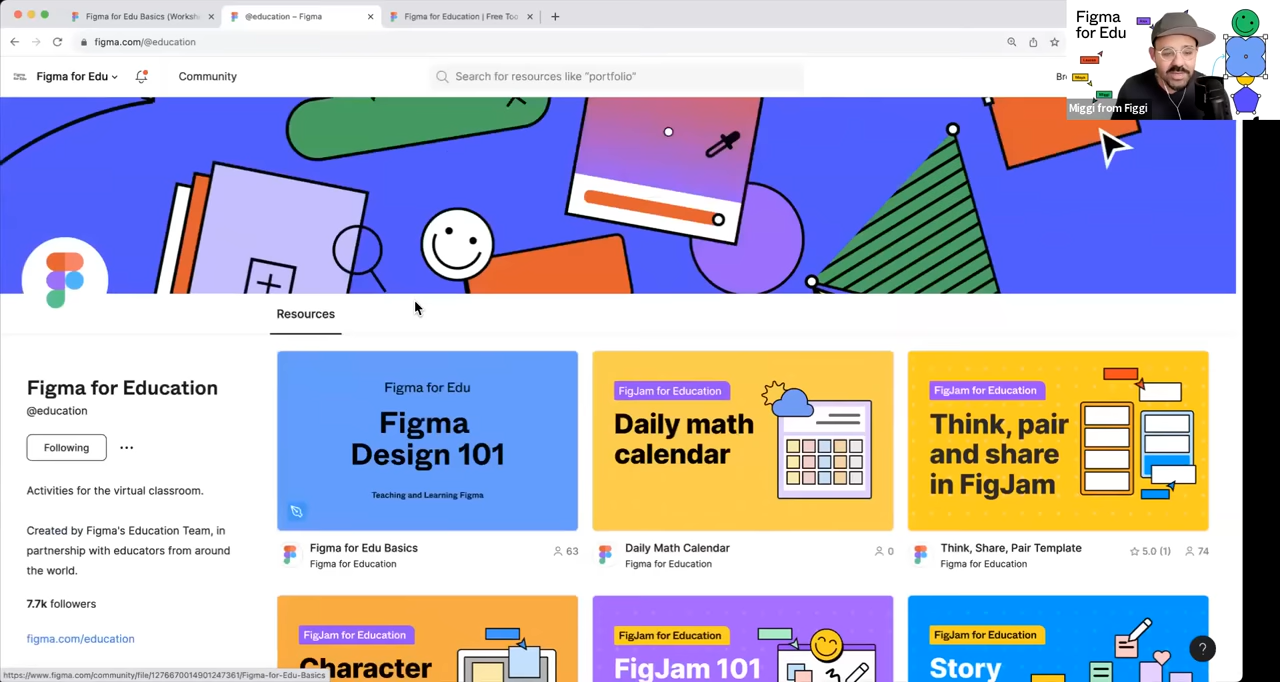 Figma for Edu Basics (Worksh
@education – Figma
Figma for Education | Free Too
figma.com/@education
Figma for Edu
Community
Search for resources like "portfolio"
Br
Figma
for Edu
Miggi from Figgi
Resources
Figma for Education
@education
Following
Activities for the virtual classroom.
Created by Figma's Education Team, in
partnership with educators from around
the world.
7.7k followers
figma.com/education
Figma for Edu
Figma
Design 101
Teaching and Learning Figma
Figma for Edu Basics
Figma for Education
63
FigJam for Education
Daily math
calendar
Daily Math Calendar
Figma for Education
0
FigJam for Education
Think, pair
and share
in FigJam
Think, Share, Pair Template
Figma for Education
5.0 (1)
74
FigJam for Education
Character
FigJam for Education
FigJam 101
FigJam for Education
Story
?
https://www.figma.com/community/file/1276670014901247361/Figma-for-Edu-Basics